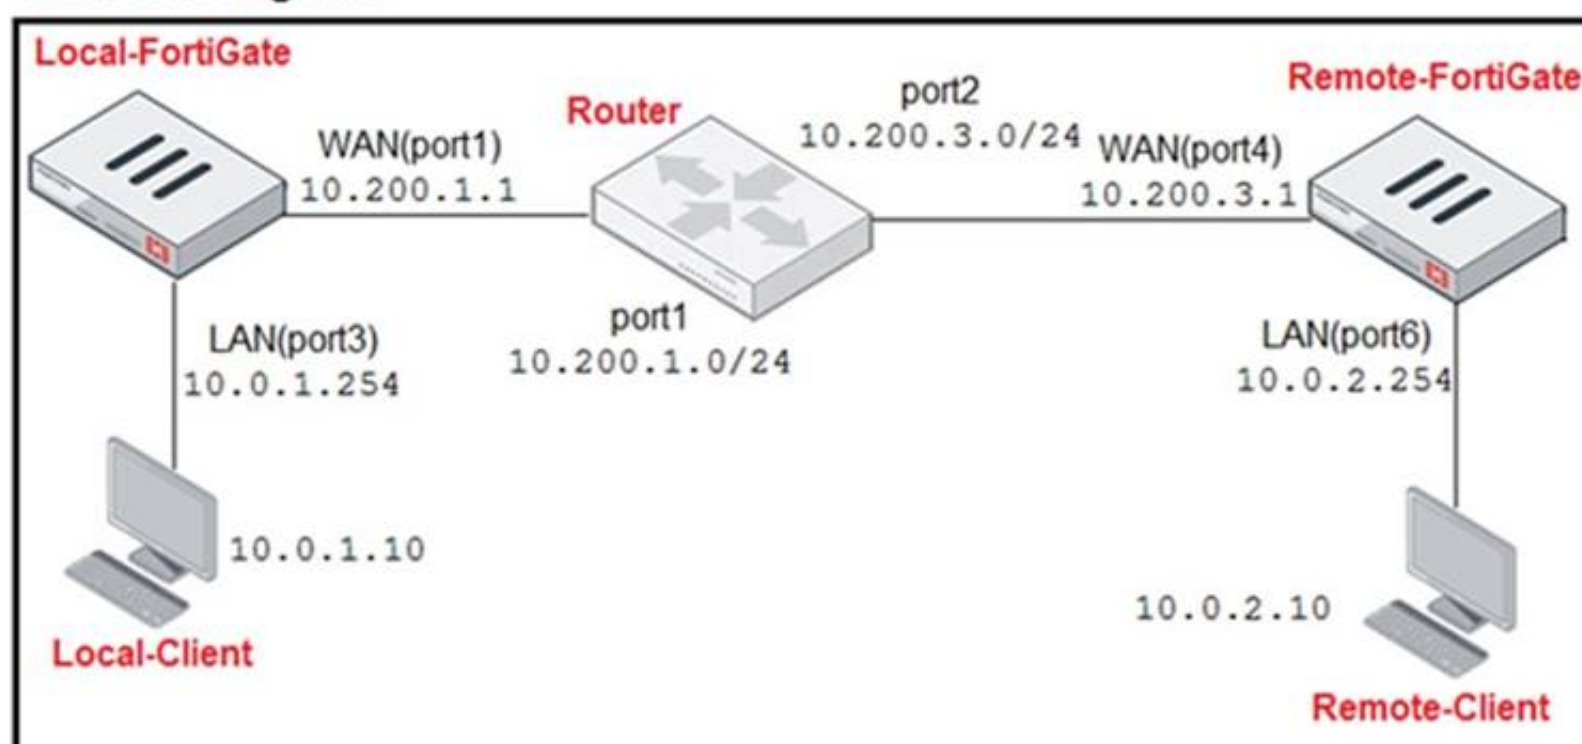 Local-FortiGate
WAN(port1)
10.200.1.1
Router
port2
10.200.3.0/24
WAN(port4)
10.200.3.1
Remote-FortiGate
LAN(port3)
10.0.1.254
port1
10.200.1.0/24
LAN(port6)
10.0.2.254
10.0.1.10
Local-Client
10.0.2.10
Remote-Client